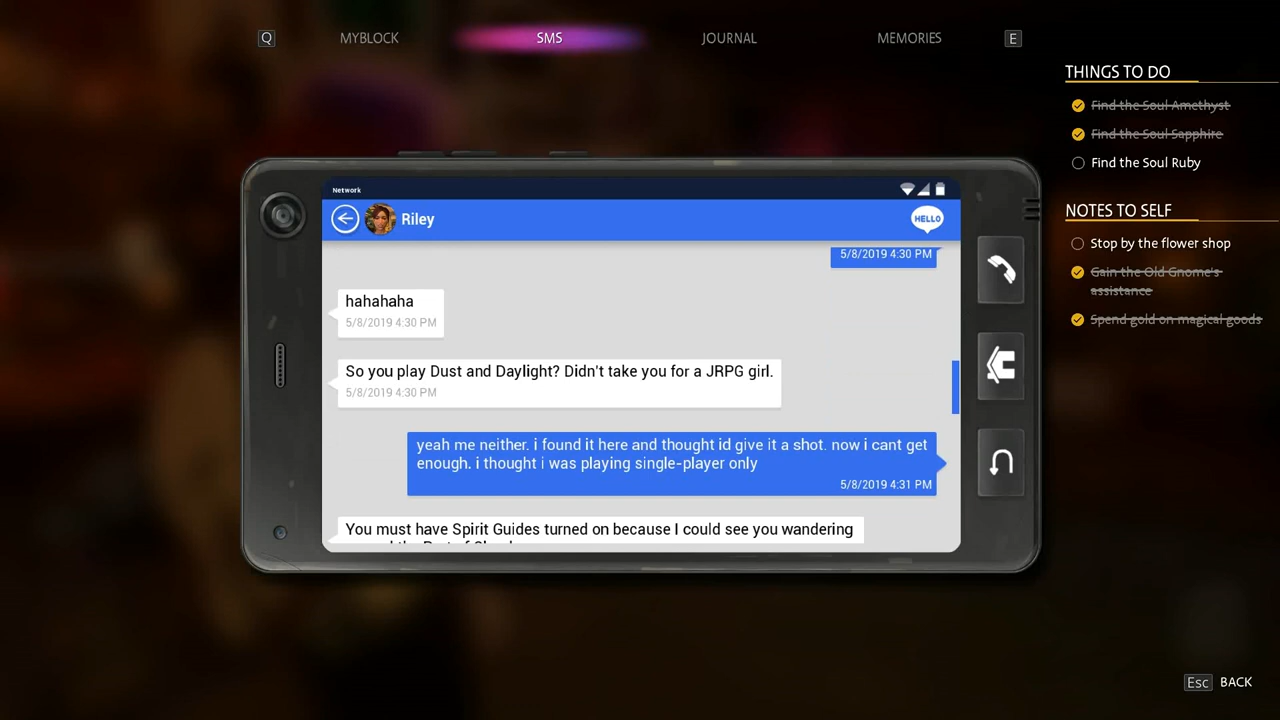 Q
MYBLOCK
SMS
JOURNAL
MEMORIES
E
THINGS TO DO
Find the Soul Amethyst
Find the Soul Sapphire
Find the Soul Ruby
NOTES TO SELF
Stop by the flower shop
Gain the Old Gnome's
assistance
Spend gold on magical goods
Network
Riley
HELLO
5/8/2019 4:30 PM
hahahaha
5/8/2019 4:30 PM
So you play Dust and Daylight? Didn't take you for a JRPG girl.
5/8/2019 4:30 PM
yeah me neither. i found it here and thought id give it a shot. now i cant get
enough. i thought i was playing single-player only
5/8/2019 4:31 PM
You must have Spirit Guides turned on because I could see you wandering
Esc BACK